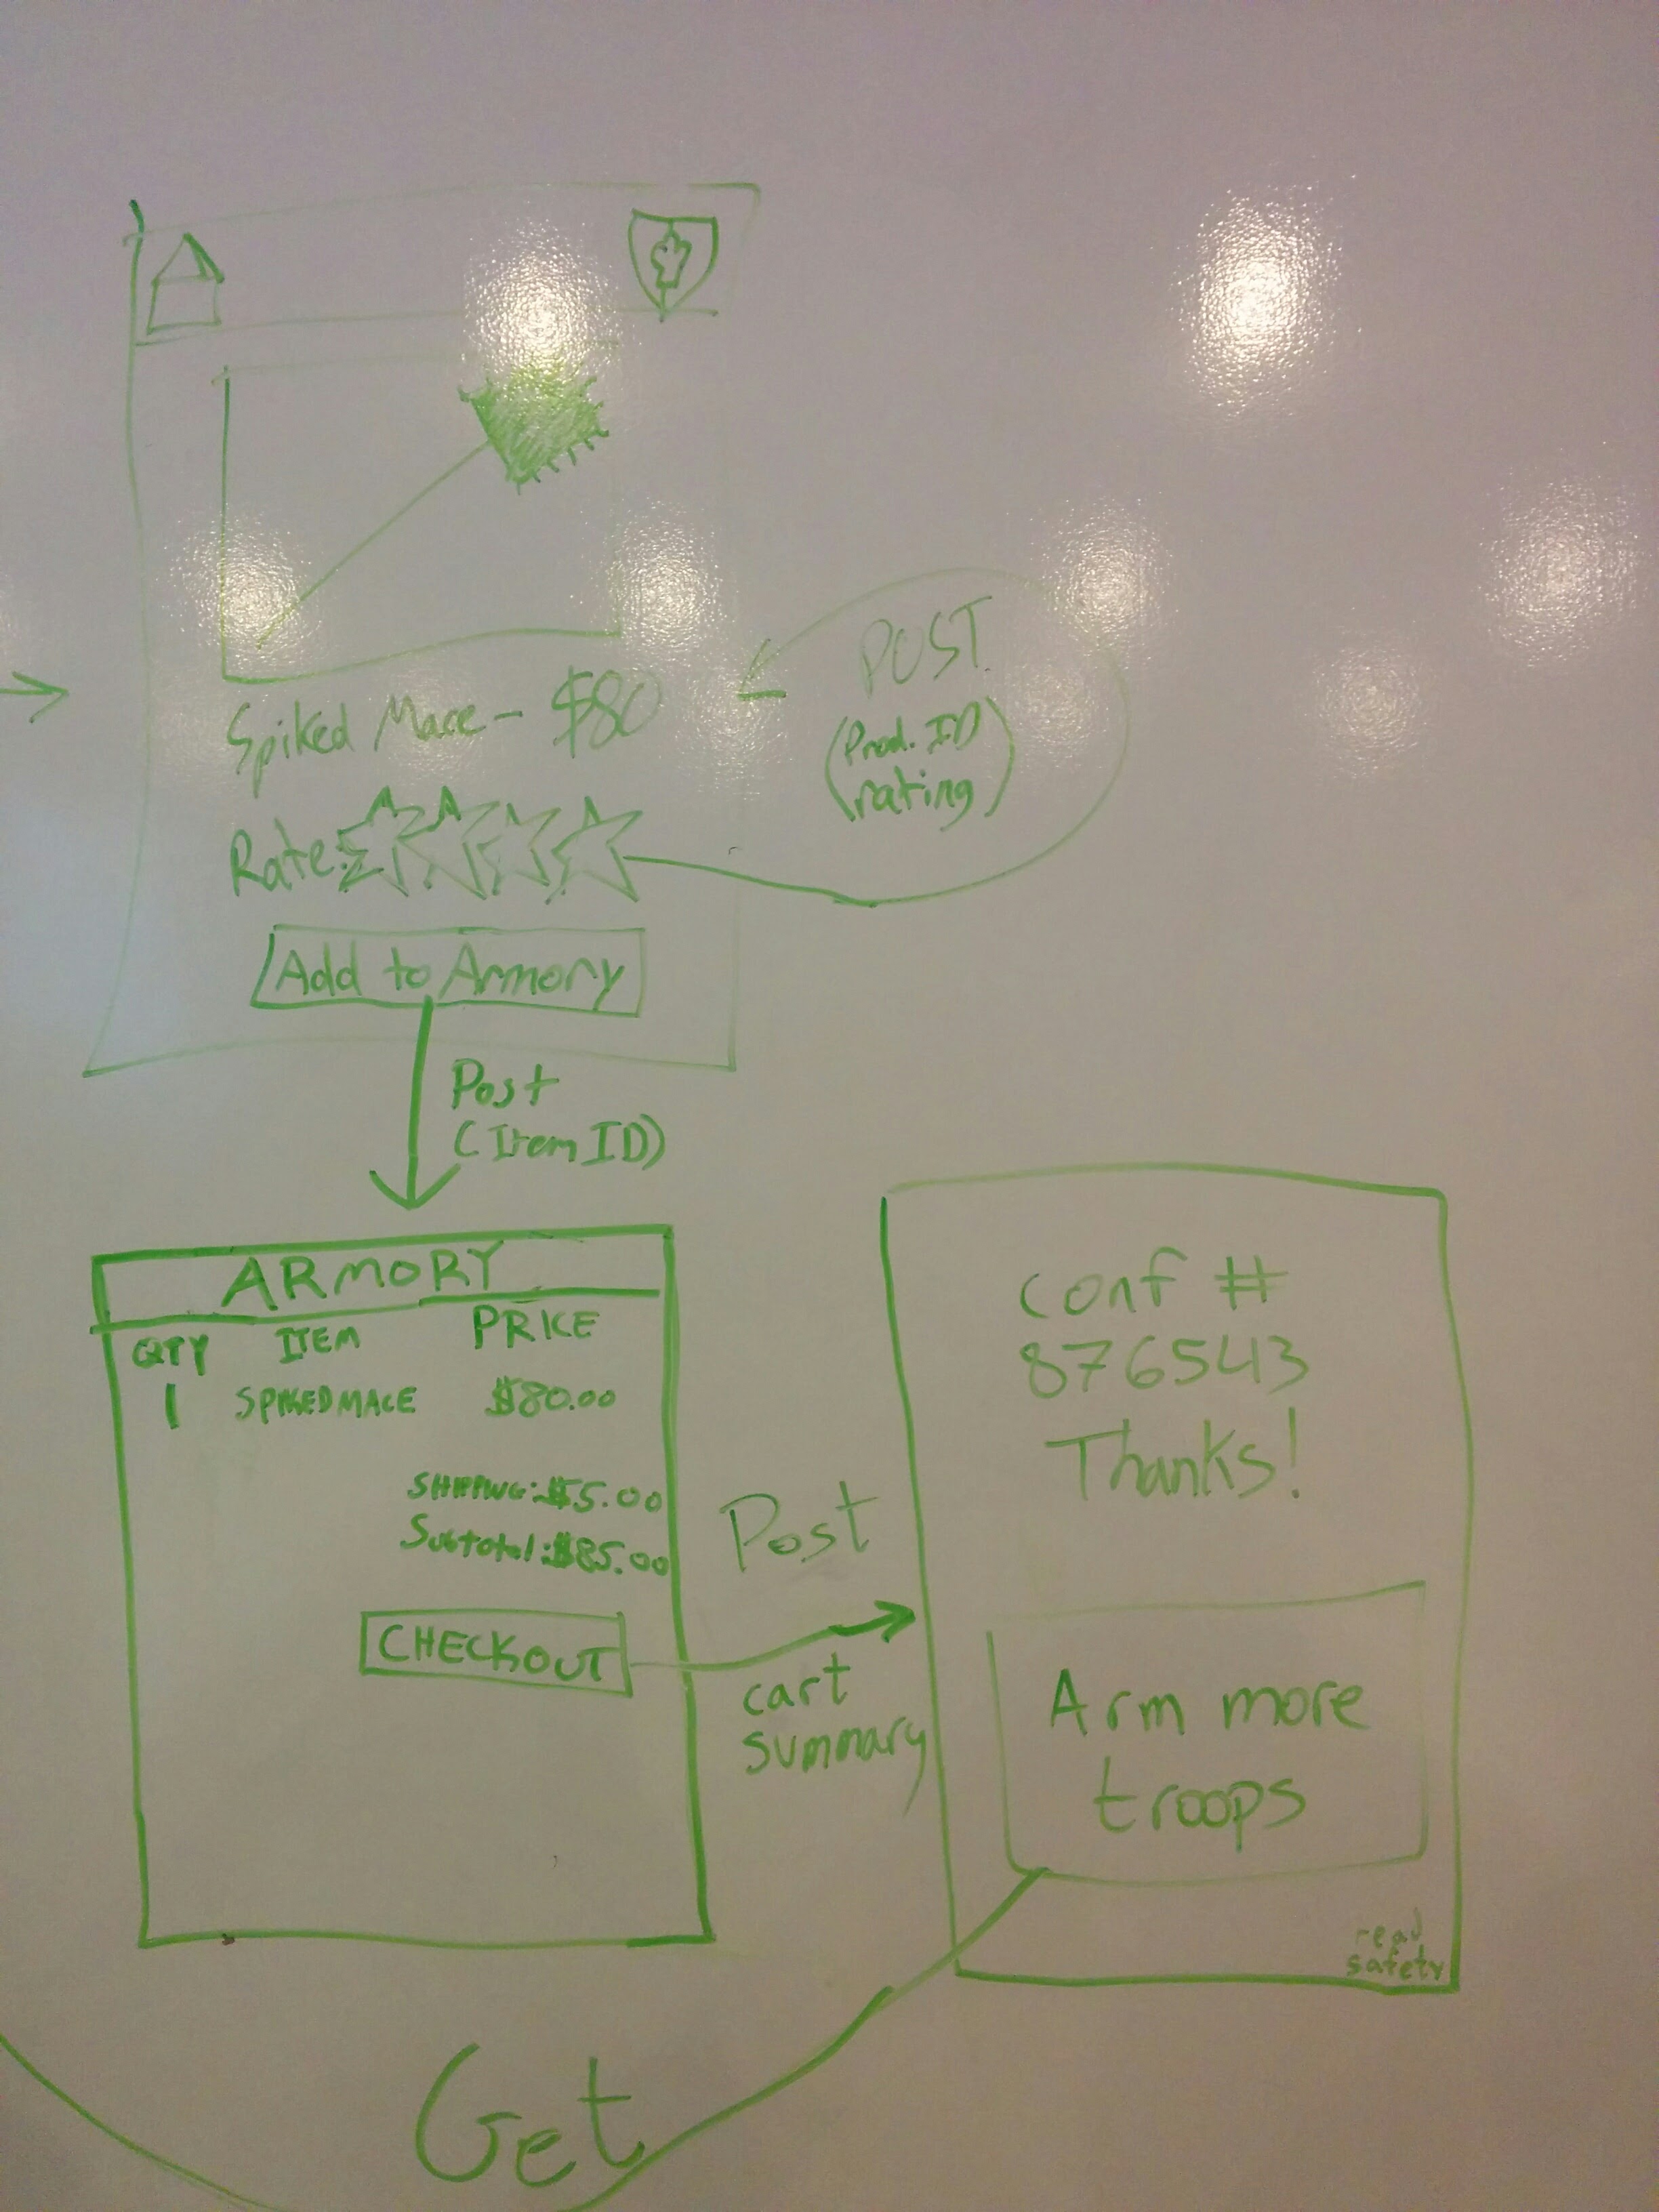 Spiked Mace - $80
Rate:
Add to Armory
POST
(Prod. ID
rating)
Post
(Item ID)
ARMORY
QTY ITEM PRICE
1 SPIKED MACE $80.00
SHIPPING: $5.00
Subtotal: $85.00
CHECKOUT
Post
cart
summary
conf #
876543
Thanks!
Arm more
troops
read
safety
Get